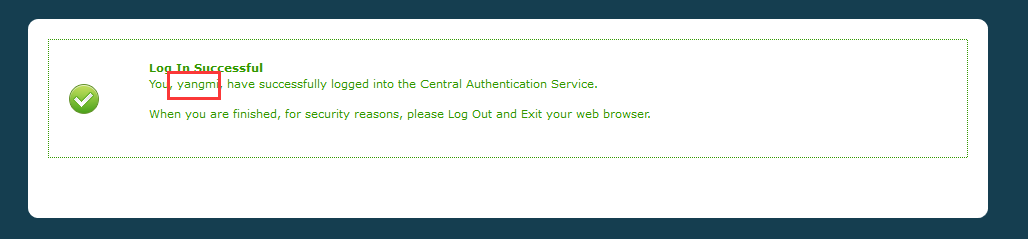 Log In Successful
You, yangmi, have successfully logged into the Central Authentication Service.
When you are finished, for security reasons, please Log Out and Exit your web browser.